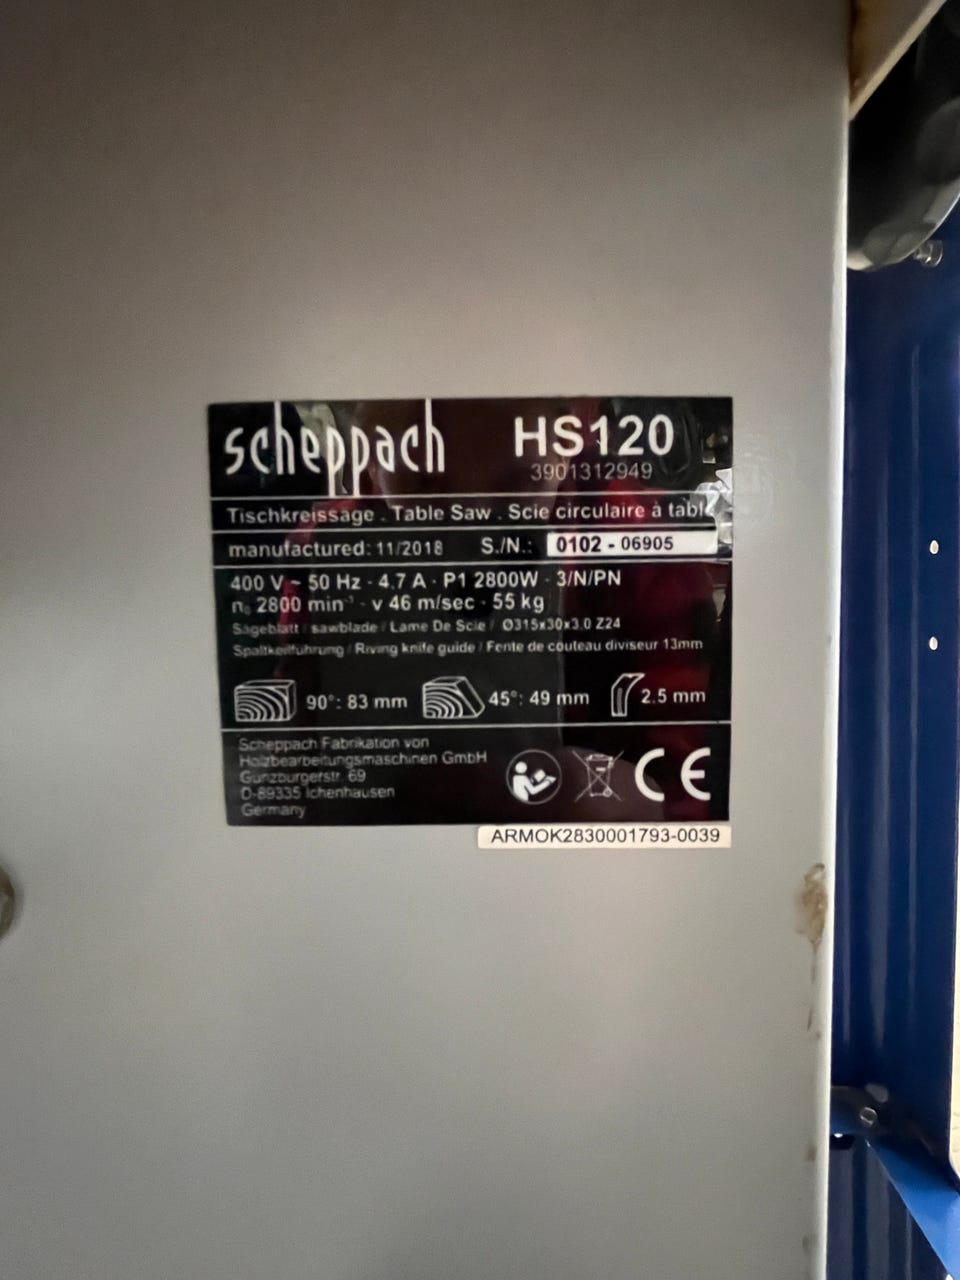 scheppach HS120
3901312949
Tischkreissage . Table Saw . Scie circulaire à table
manufactured: 11/2018 S./N.: 0102 - 06905
400 V ~ 50 Hz · 4.7 A · P1 2800W · 3/N/PN
n₀ 2800 min⁻¹ · v 46 m/sec · 55 kg
Sägeblatt / sawblade / Lame De Scie / Ø315x30x3.0 Z24
Spaltkeilfuhrung / Riving knife guide / Fente de couteau diviseur 13mm
90°: 83 mm 45°: 49 mm 2.5 mm
Scheppach Fabrikation von
Holzbearbeitungsmaschinen GmbH
Günzburgerstr. 69
D-89335 Ichenhausen
Germany
CE
ARMOK2830001793-0039